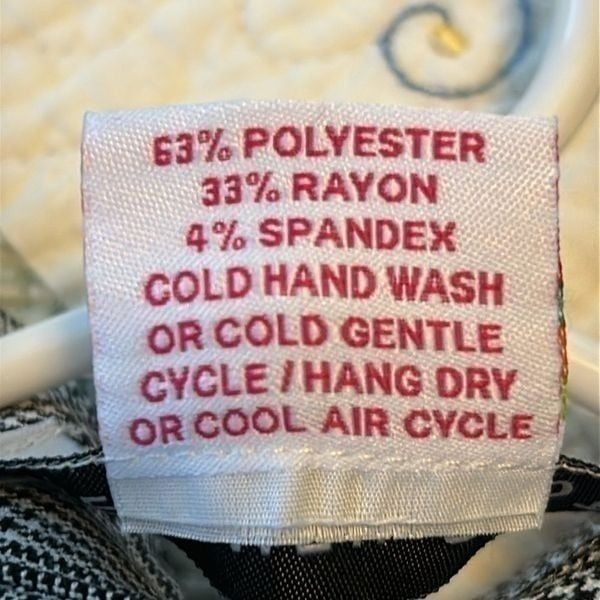 63% POLYESTER
33% RAYON
4% SPANDEX
COLD HAND WASH
OR COLD GENTLE
CYCLE / HANG DRY
OR COOL AIR CYCLE